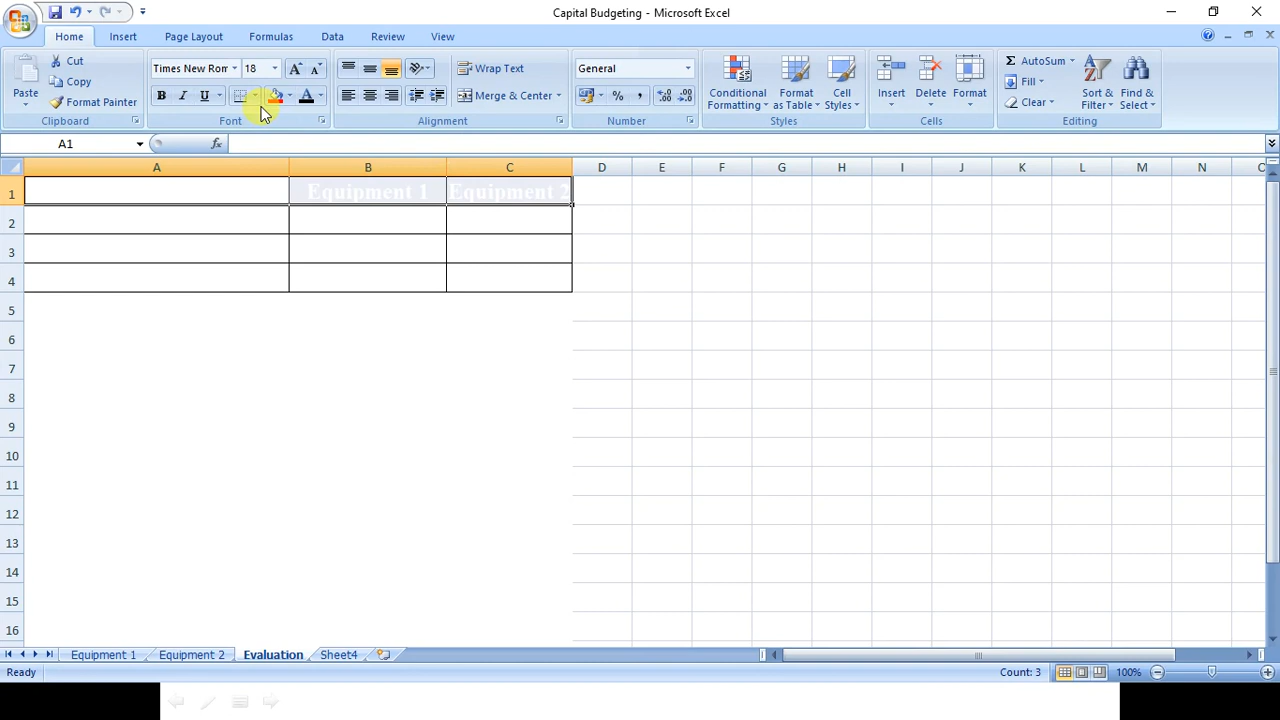 Capital Budgeting - Microsoft Excel
Home Insert Page Layout Formulas Data Review View
Paste
Cut
Copy
Format Painter
Clipboard
Times New Rom 18
B I U
Font
Wrap Text
Merge & Center
Alignment
General
% ,
Number
Conditional Formatting
Format as Table
Cell Styles
Styles
Insert Delete Format
Cells
AutoSum
Fill
Clear
Sort & Filter
Find & Select
Editing
A1 fx
A B C D E F G H I J K L M N
1 Equipment 1 Equipment 2
2
3
4
5
6
7
8
9
10
11
12
13
14
15
16
Equipment 1 Equipment 2 Evaluation Sheet4
Ready Count: 3 100%